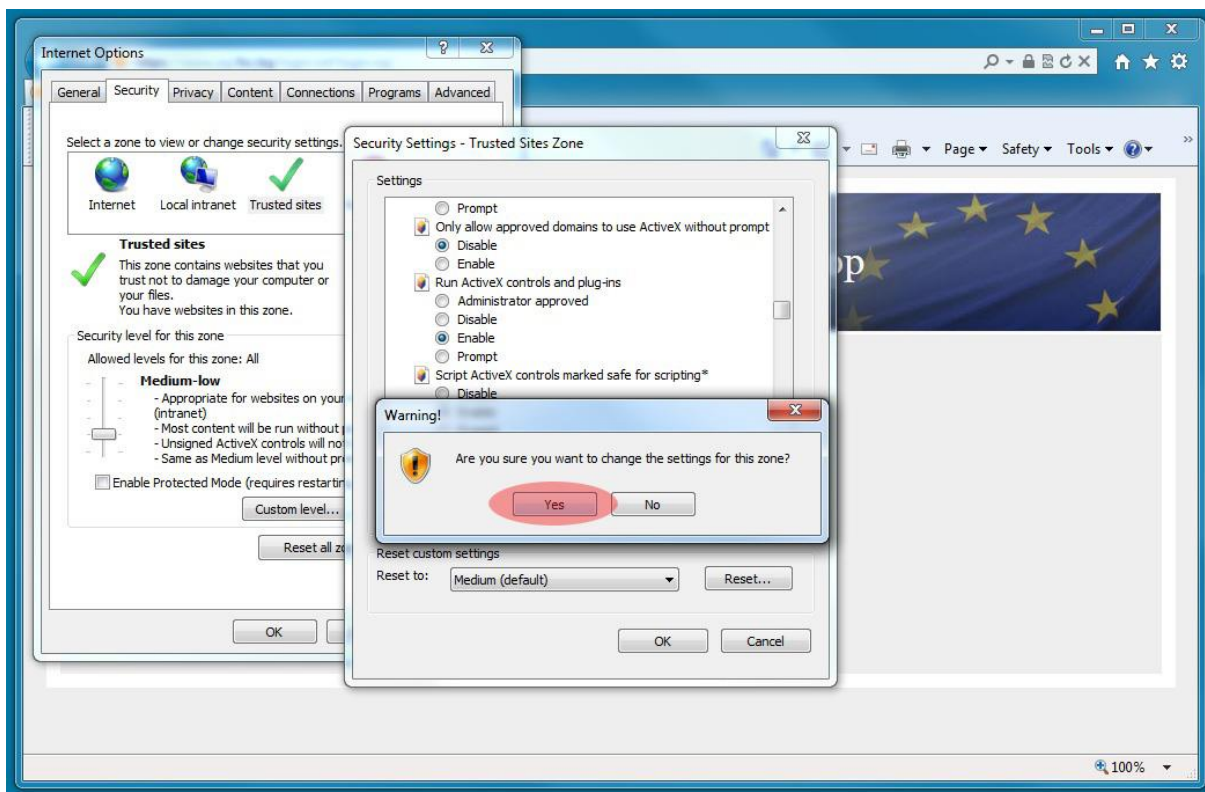 Internet Options
General Security Privacy Content Connections Programs Advanced
Select a zone to view or change security settings.
Internet Local intranet Trusted sites
Trusted sites
This zone contains websites that you
trust not to damage your computer or
your files.
You have websites in this zone.
Security level for this zone
Allowed levels for this zone: All
Medium-low
- Appropriate for websites on your
(intranet)
- Most content will be run without
- Unsigned ActiveX controls will
- Same as Medium level without
Enable Protected Mode (requires
Custom level...
Reset all
OK
Security Settings - Trusted Sites Zone
Settings
Prompt
Only allow approved domains to use ActiveX without prompt
Disable
Enable
Run ActiveX controls and plug-ins
Administrator approved
Disable
Enable
Prompt
Script ActiveX controls marked safe for scripting*
Disable
Warning!
Are you sure you want to change the settings for this zone?
Yes No
Reset custom settings
Reset to: Medium (default) Reset...
OK Cancel
Page Safety Tools
op
100%